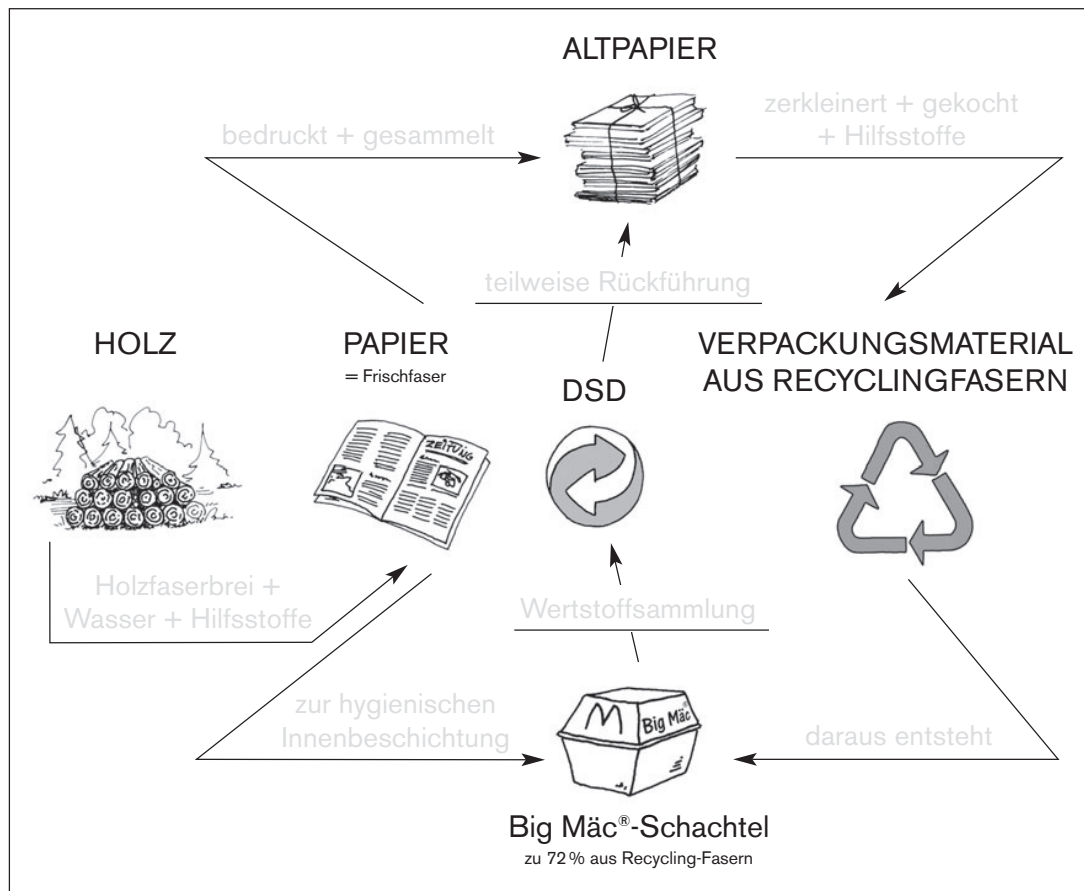 ALTPAPIER
bedruckt + gesammelt
zerkleinert + gekocht
+ Hilfsstoffe
teilweise Rückführung
HOLZ
PAPIER
= Frischfaser
DSD
VERPACKUNGSMATERIAL
AUS RECYCLINGFASERN
ZEITUNG
Holzfaserbrei +
Wasser + Hilfsstoffe
Wertstoffsammlung
zur hygienischen
Innenbeschichtung
M
Big Mäc®
daraus entsteht
Big Mäc®-Schachtel
zu 72 % aus Recycling-Fasern